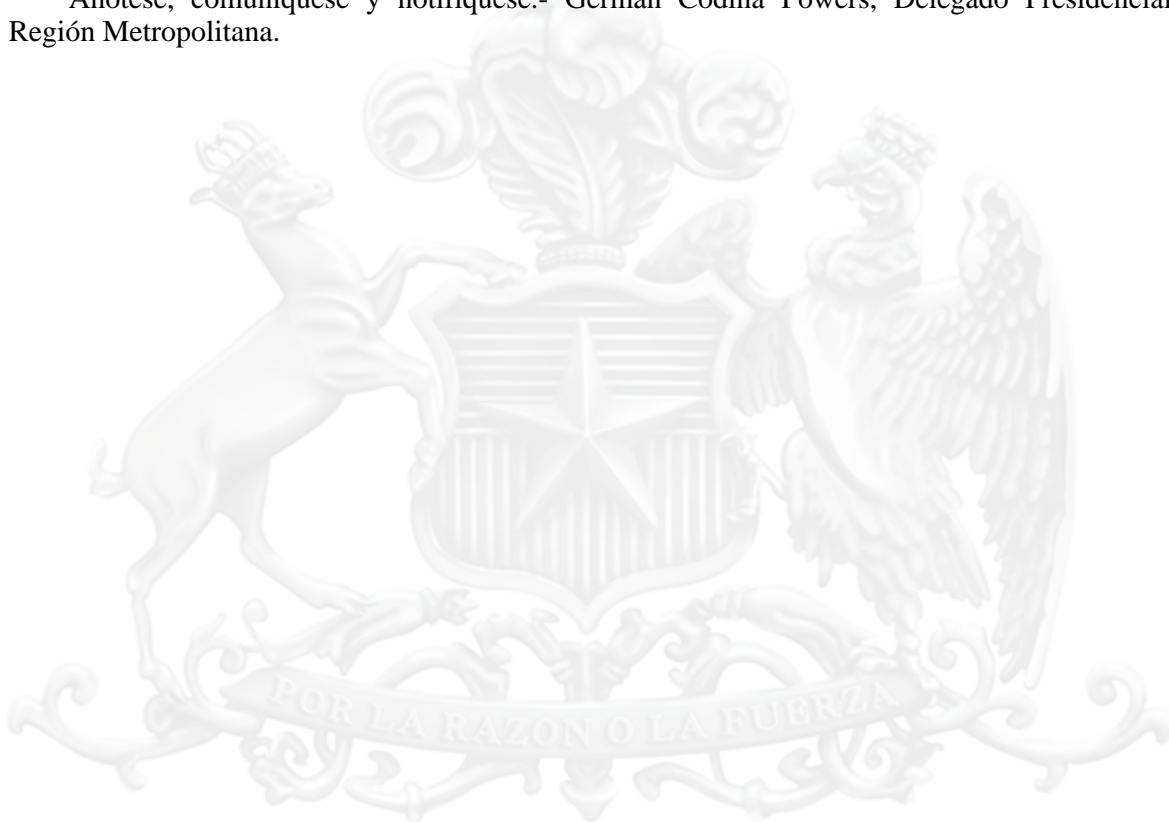 Anótese, comuníquese y notifíquese.- Germán Codina Powers, Delegado Presidencial
Región Metropolitana.
POR LA RAZON O LA FUERZA